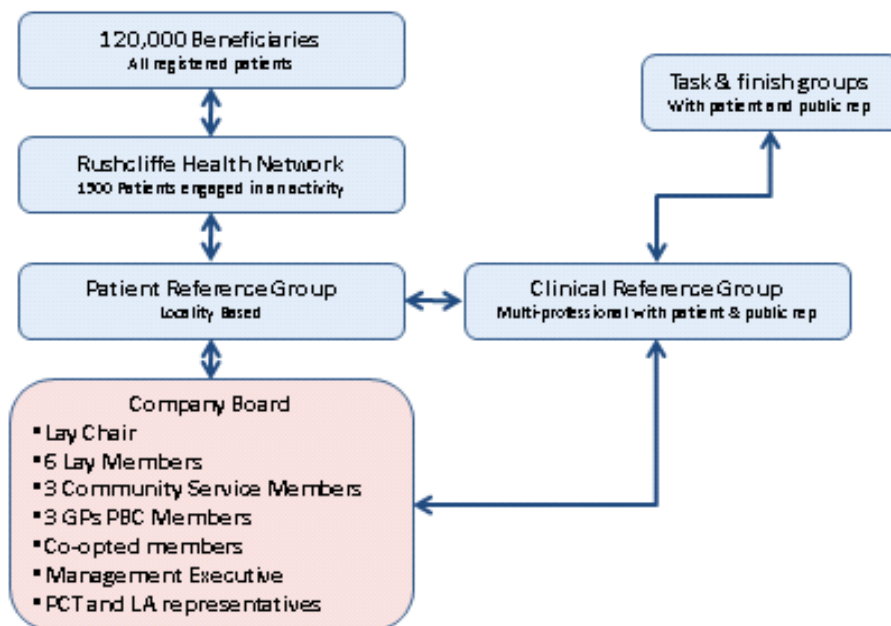 120,000 Beneficiaries
All registered patients
Task & finish groups
With patient and public rep
Rushcliffe Health Network
1500 Patients engaged in an activity
Patient Reference Group
Locality Based
Clinical Reference Group
Multi-professional with patient & public rep
Company Board
▪ Lay Chair
▪ 6 Lay Members
▪ 3 Community Service Members
▪ 3 GPs PBC Members
▪ Co-opted members
▪ Management Executive
▪ PCT and LA representatives